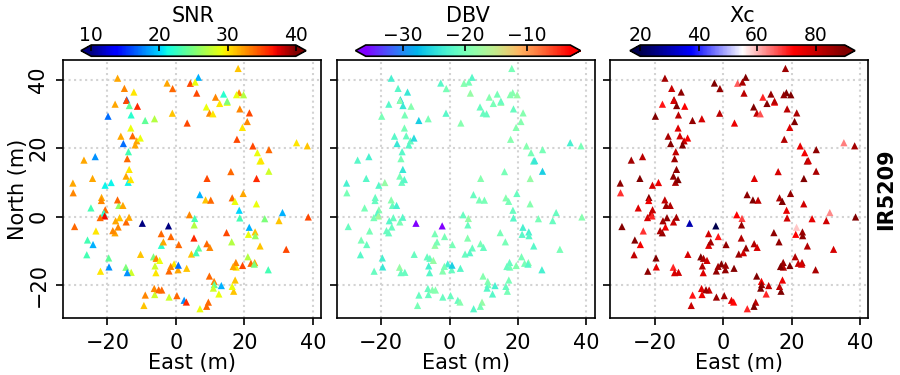 SNR DBV Xc
10 20 30 40 −30 −20 −10 20 40 60 80
40
20
0
−20
North (m)
IR5209
−20 0 20 40 −20 0 20 40 −20 0 20 40
East (m) East (m) East (m)